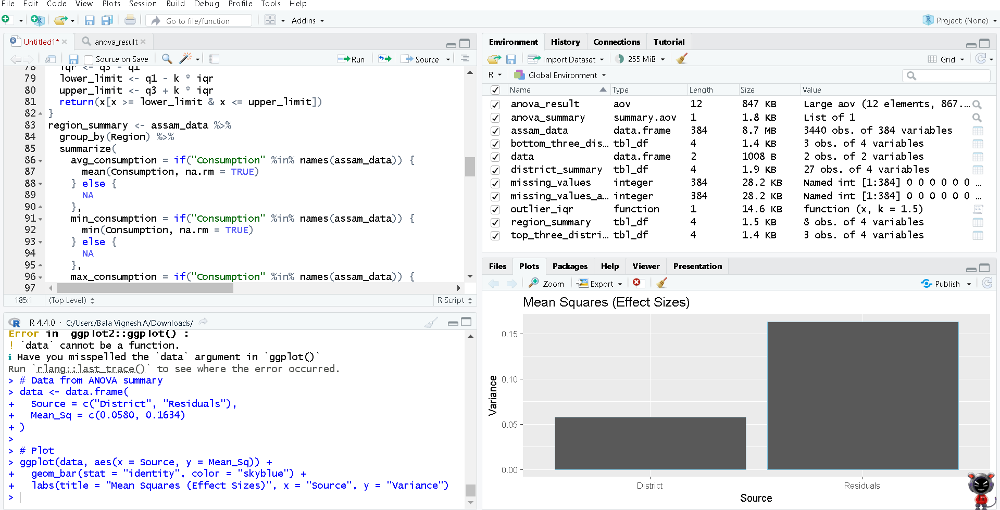 File Edit Code View Plots Session Build Debug Profile Tools Help
Go to file/function Addins Project: (None)
Untitled1* anova_result
Source on Save Run Source
78 iqr <- q3 - q1
79 lower_limit <- q1 - k * iqr
80 upper_limit <- q3 + k * iqr
81 return(x[x >= lower_limit & x <= upper_limit])
82 }
83 region_summary <- assam_data %>%
84 group_by(Region) %>%
85 summarize(
86 avg_consumption = if("Consumption" %in% names(assam_data)) {
87 mean(Consumption, na.rm = TRUE)
88 } else {
89 NA
90 },
91 min_consumption = if("Consumption" %in% names(assam_data)) {
92 min(Consumption, na.rm = TRUE)
93 } else {
94 NA
95 },
96 max_consumption = if("Consumption" %in% names(assam_data)) {
97
185:1 (Top Level) R Script
R 4.4.0 · C:/Users/Bala Vignesh.A/Downloads/
Error in `ggplot2::ggplot()`:
! `data` cannot be a function.
ℹ Have you misspelled the `data` argument in `ggplot()`
Run `rlang::last_trace()` to see where the error occurred.
> # Data from ANOVA summary
> data <- data.frame(
+ Source = c("District", "Residuals"),
+ Mean_Sq = c(0.0580, 0.1634)
+ )
>
> # Plot
> ggplot(data, aes(x = Source, y = Mean_Sq)) +
+ geom_bar(stat = "identity", color = "skyblue") +
+ labs(title = "Mean Squares (Effect Sizes)", x = "Source", y = "Variance")
>
Environment History Connections Tutorial
Import Dataset 255 MiB Grid
R Global Environment
Name Type Length Size Value
anova_result aov 12 847 KB Large aov (12 elements, 867....
anova_summary summary.aov 1 1.8 KB List of 1
assam_data data.frame 384 8.7 MB 3440 obs. of 384 variables
bottom_three_dis... tbl_df 4 1.4 KB 3 obs. of 4 variables
data data.frame 2 1008 B 2 obs. of 2 variables
district_summary tbl_df 4 1.9 KB 27 obs. of 4 variables
missing_values integer 384 28.2 KB Named int [1:384] 0 0 0 0 0 0 ...
missing_values_a... integer 384 28.2 KB Named int [1:384] 0 0 0 0 0 0 ...
outlier_iqr function 1 14.6 KB function (x, k = 1.5)
region_summary tbl_df 4 1.5 KB 8 obs. of 4 variables
top_three_distri... tbl_df 4 1.4 KB 3 obs. of 4 variables
Files Plots Packages Help Viewer Presentation
Zoom Export Publish
Mean Squares (Effect Sizes)
0.15
0.10
0.05
0.00
Variance
District Residuals
Source